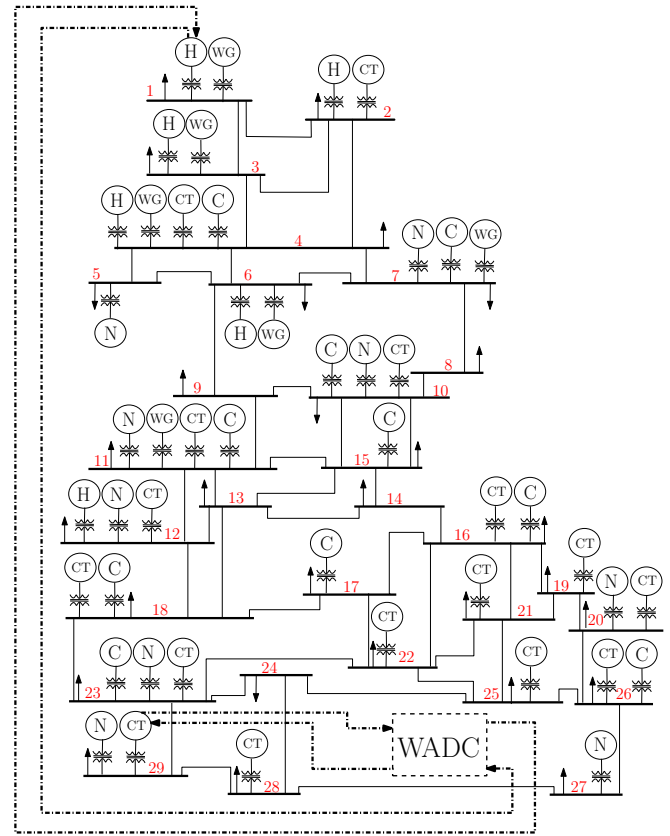 H WG
H CT
1
2
H WG
3
H WG CT C
N C WG
4
5
6
7
N
H WG
C N CT
8
9
10
N WG CT C
C
11
15
H N CT
13
14
CT C
12
16
C
CT
CT
CT C
17
19
N CT
18
CT
21
20
C N CT
22
CT
CT C
24
23
25
26
N CT
WADC
CT
N
29
28
27